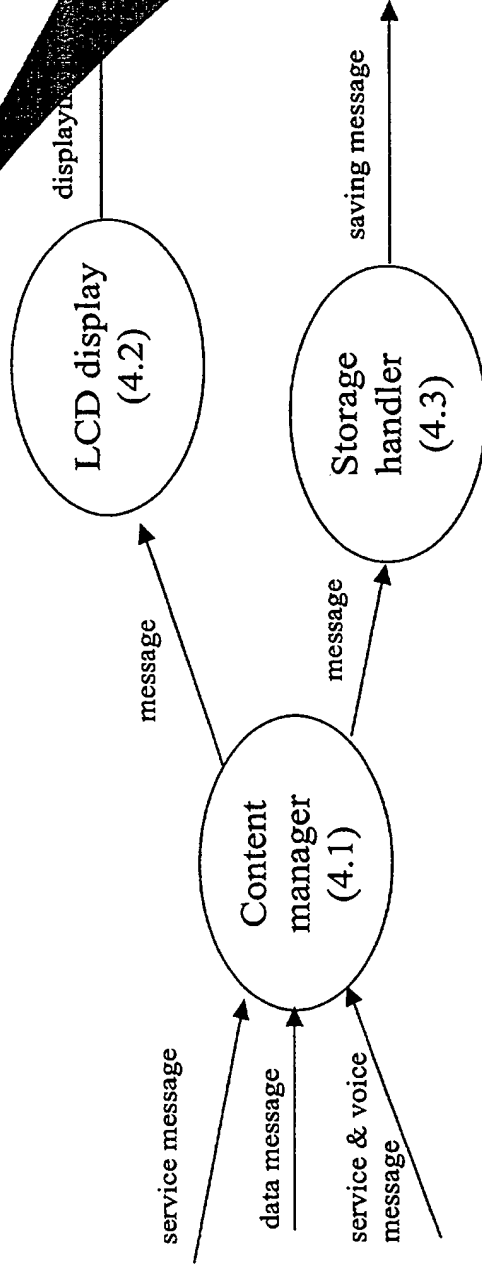 service message
data message
service & voice
message
Content
manager
(4.1)
message
message
LCD display
(4.2)
Storage
handler
(4.3)
saving message